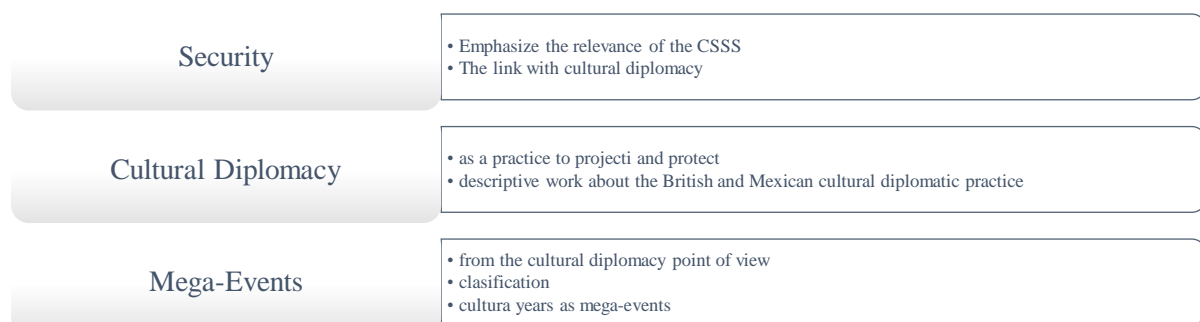 Security
• Emphasize the relevance of the CSSS
• The link with cultural diplomacy
Cultural Diplomacy
• as a practice to projecti and protect
• descriptive work about the British and Mexican cultural diplomatic practice
Mega-Events
• from the cultural diplomacy point of view
• clasification
• cultura years as mega-events